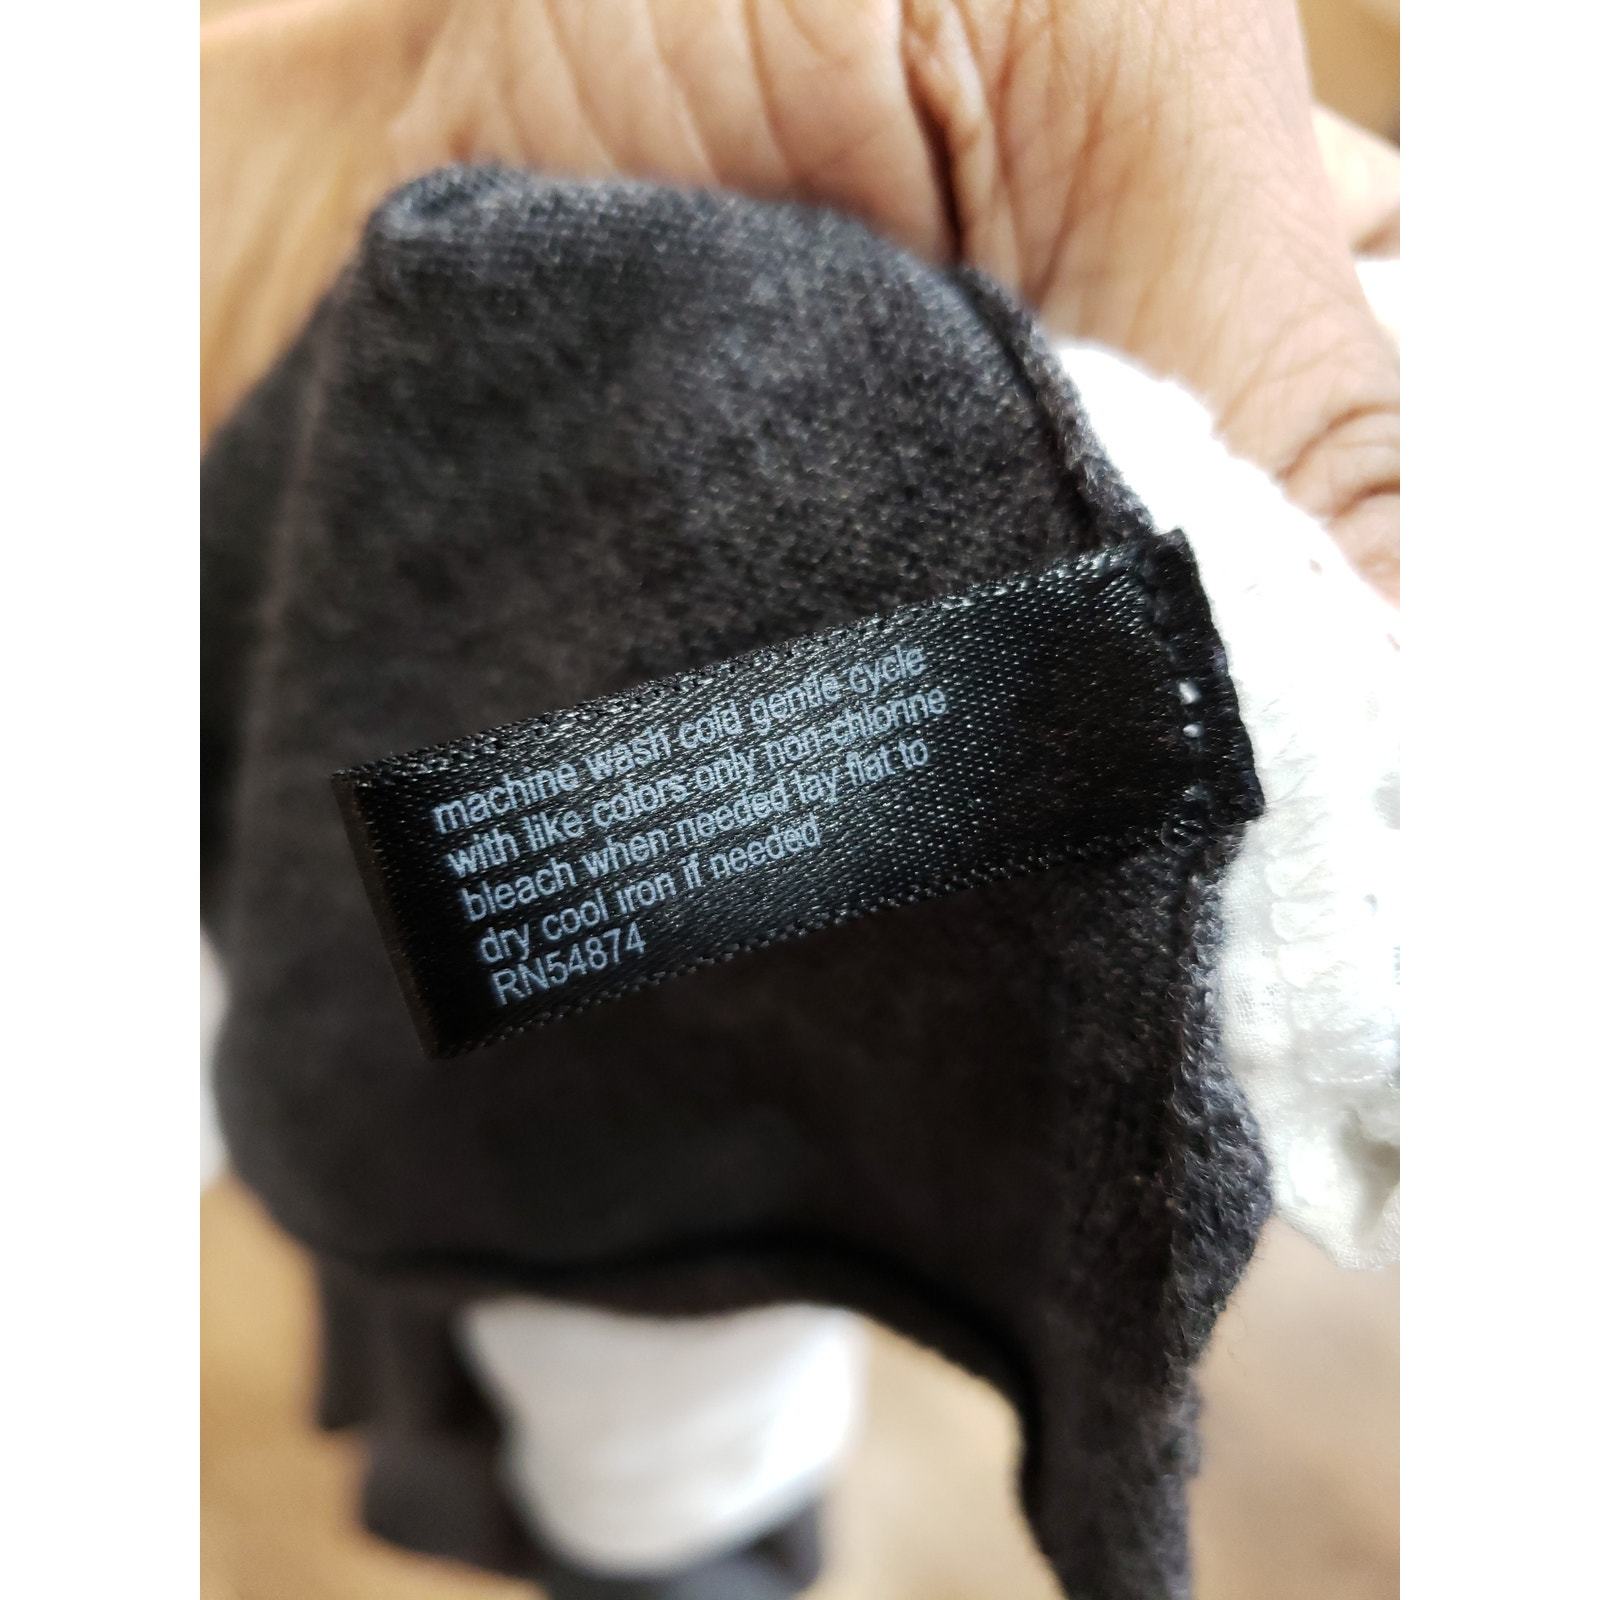 machine wash cold gentle cycle
with like colors only non-chlorine
bleach when needed lay flat to
dry cool iron if needed
RN54874